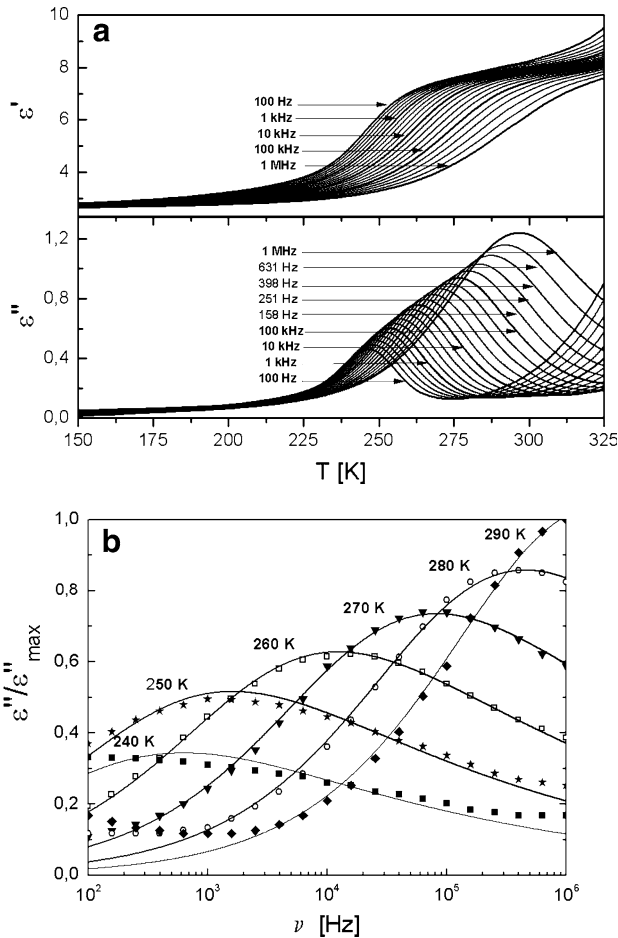 a
10
8
6
4
ε'
100 Hz
1 kHz
10 kHz
100 kHz
1 MHz
1,2
0,8
0,4
0,0
ε''
1 MHz
631 Hz
398 Hz
251 Hz
158 Hz
100 kHz
10 kHz
1 kHz
100 Hz
150 175 200 225 250 275 300 325
T [K]
b
1,0
0,8
0,6
0,4
0,2
0,0
ε''/ε''max
290 K
280 K
270 K
260 K
250 K
240 K
10² 10³ 10⁴ 10⁵ 10⁶
ν [Hz]